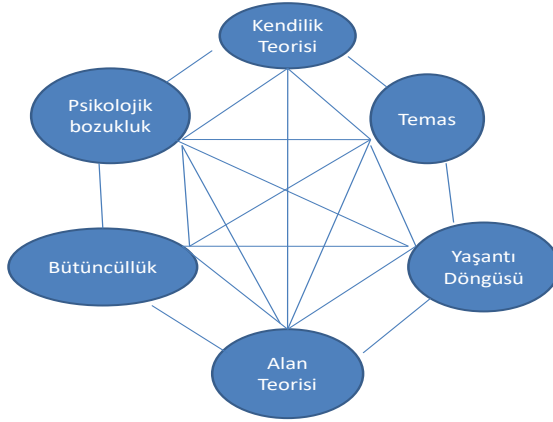 Kendilik
Teorisi
Psikolojik
bozukluk
Temas
Bütüncüllük
Yaşantı
Döngüsü
Alan
Teorisi